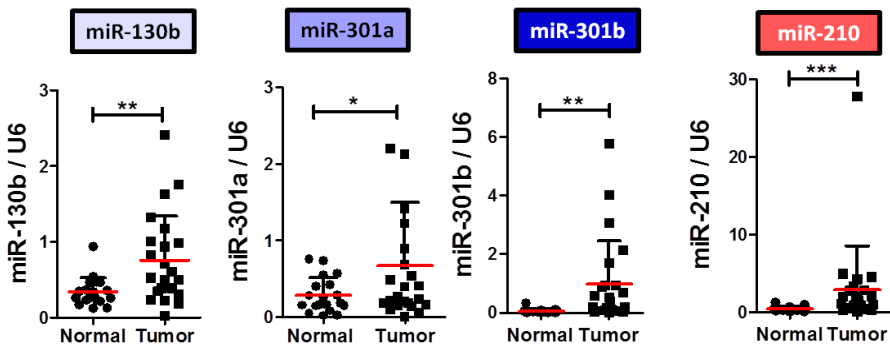 miR-130b
miR-301a
miR-301b
miR-210
miR-130b / U6
3
2
1
0
**
Normal Tumor
miR-301a / U6
3
2
1
0
*
Normal Tumor
miR-301b / U6
8
6
4
2
0
**
Normal Tumor
miR-210 / U6
30
20
10
0
***
Normal Tumor